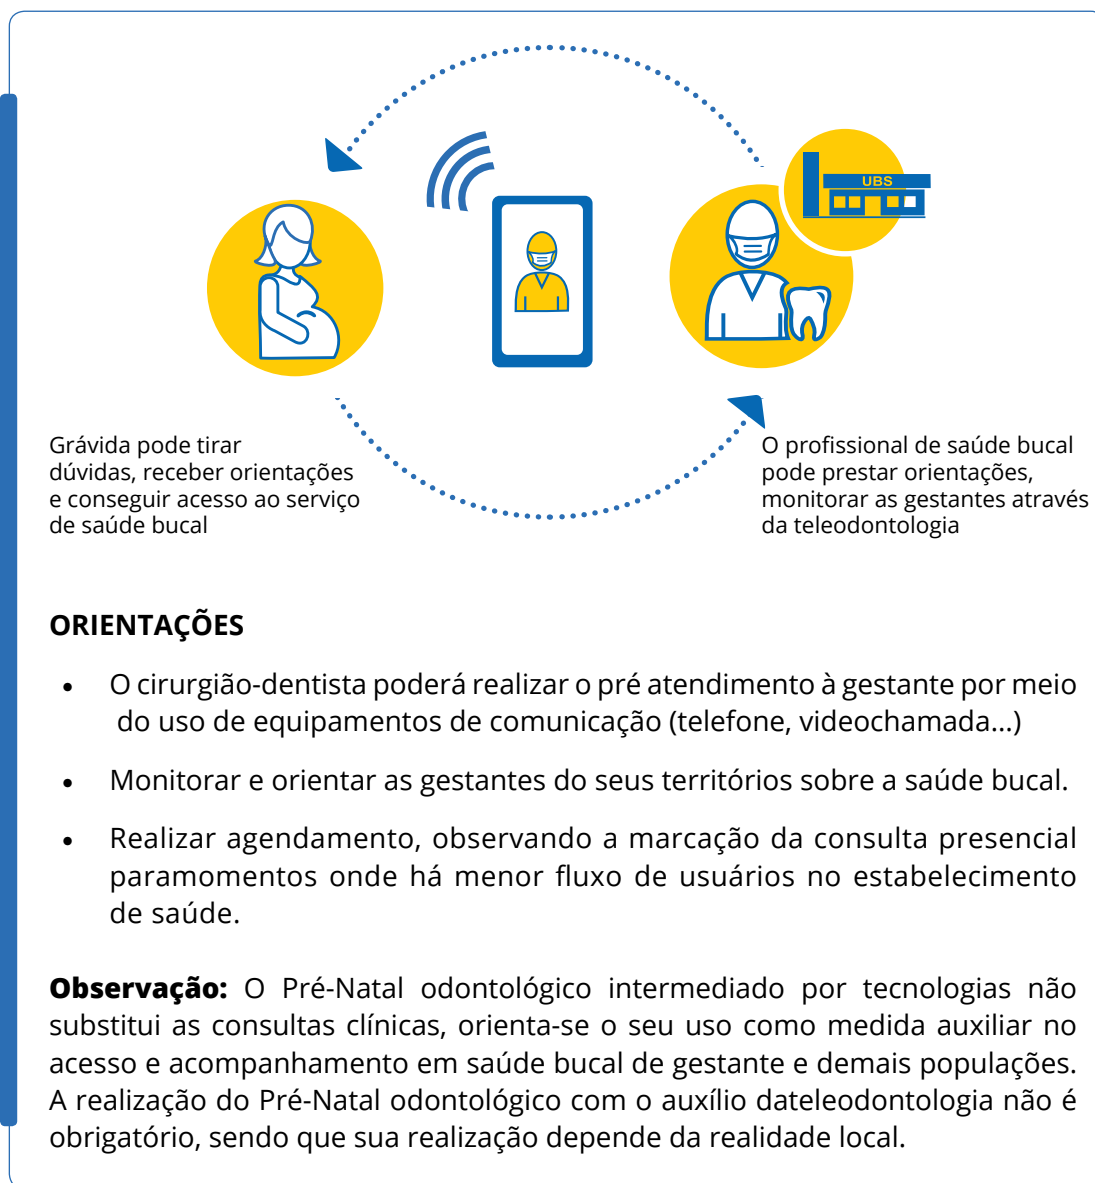 UBS
Grávida pode tirar
dúvidas, receber orientações
e conseguir acesso ao serviço
de saúde bucal
O profissional de saúde bucal
pode prestar orientações,
monitorar as gestantes através
da teleodontologia
ORIENTAÇÕES
• O cirurgião-dentista poderá realizar o pré atendimento à gestante por meio
do uso de equipamentos de comunicação (telefone, videochamada...)
• Monitorar e orientar as gestantes do seus territórios sobre a saúde bucal.
• Realizar agendamento, observando a marcação da consulta presencial
paramomentos onde há menor fluxo de usuários no estabelecimento
de saúde.
Observação: O Pré-Natal odontológico intermediado por tecnologias não
substitui as consultas clínicas, orienta-se o seu uso como medida auxiliar no
acesso e acompanhamento em saúde bucal de gestante e demais populações.
A realização do Pré-Natal odontológico com o auxílio dateleodontologia não é
obrigatório, sendo que sua realização depende da realidade local.